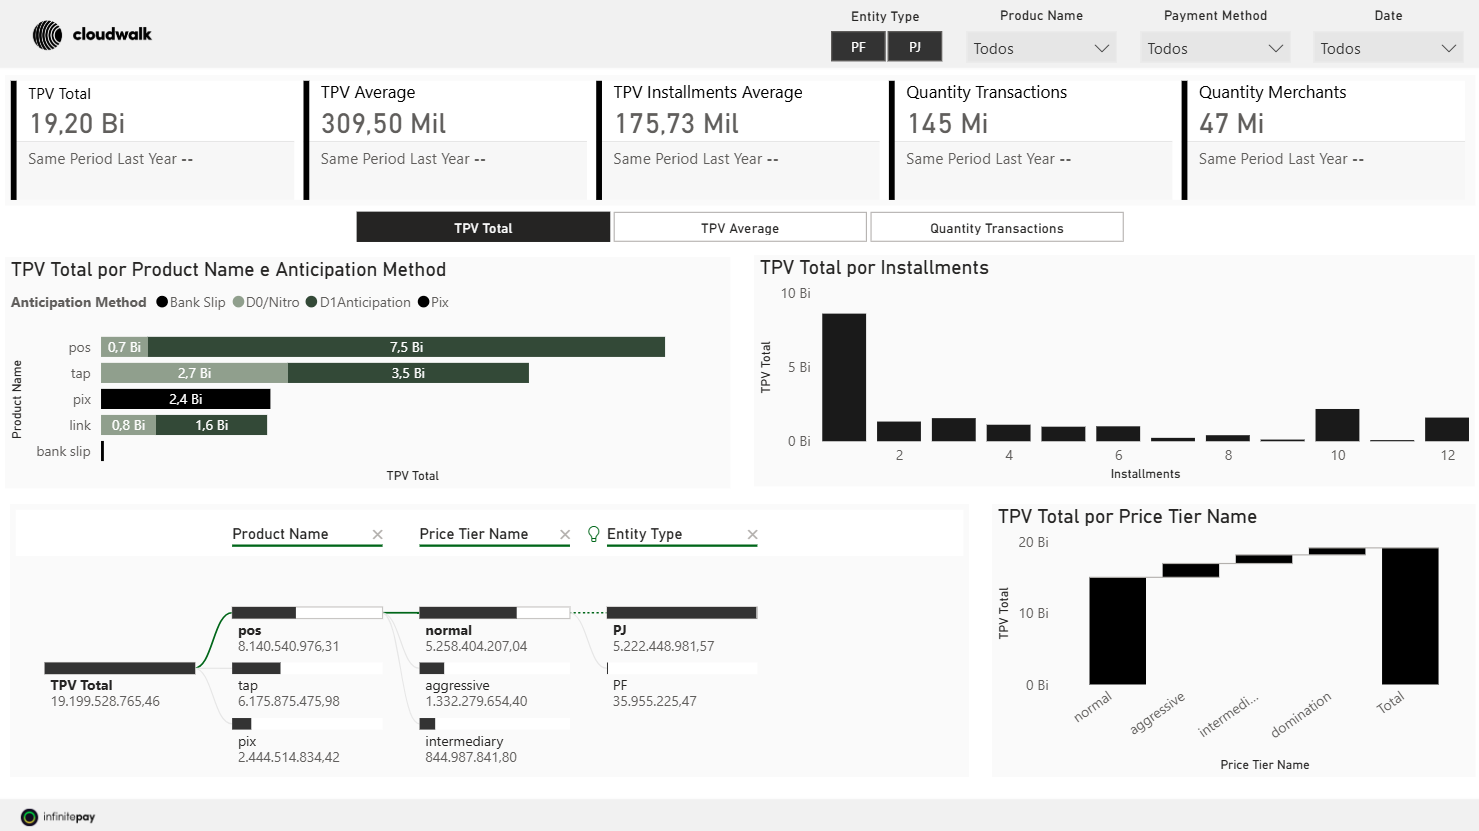 cloudwalk
Entity Type
PF PJ
Produc Name
Todos
Payment Method
Todos
Date
Todos
TPV Total
19,20 Bi
Same Period Last Year --
TPV Average
309,50 Mil
Same Period Last Year --
TPV Installments Average
175,73 Mil
Same Period Last Year --
Quantity Transactions
145 Mi
Same Period Last Year --
Quantity Merchants
47 Mi
Same Period Last Year --
TPV Total
TPV Average
Quantity Transactions
TPV Total por Product Name e Anticipation Method
Anticipation Method Bank Slip D0/Nitro D1Anticipation Pix
Product Name
pos 0,7 Bi 7,5 Bi
tap 2,7 Bi 3,5 Bi
pix 2,4 Bi
link 0,8 Bi 1,6 Bi
bank slip
TPV Total
TPV Total por Installments
TPV Total
10 Bi
5 Bi
0 Bi
2 4 6 8 10 12
Installments
Product Name
Price Tier Name
Entity Type
TPV Total
19.199.528.765,46
pos
8.140.540.976,31
tap
6.175.875.475,98
pix
2.444.514.834,42
normal
5.258.404.207,04
aggressive
1.332.279.654,40
intermediary
844.987.841,80
PJ
5.222.448.981,57
PF
35.955.225,47
TPV Total por Price Tier Name
TPV Total
20 Bi
10 Bi
0 Bi
normal aggressive intermedi... domination Total
Price Tier Name
infinitepay